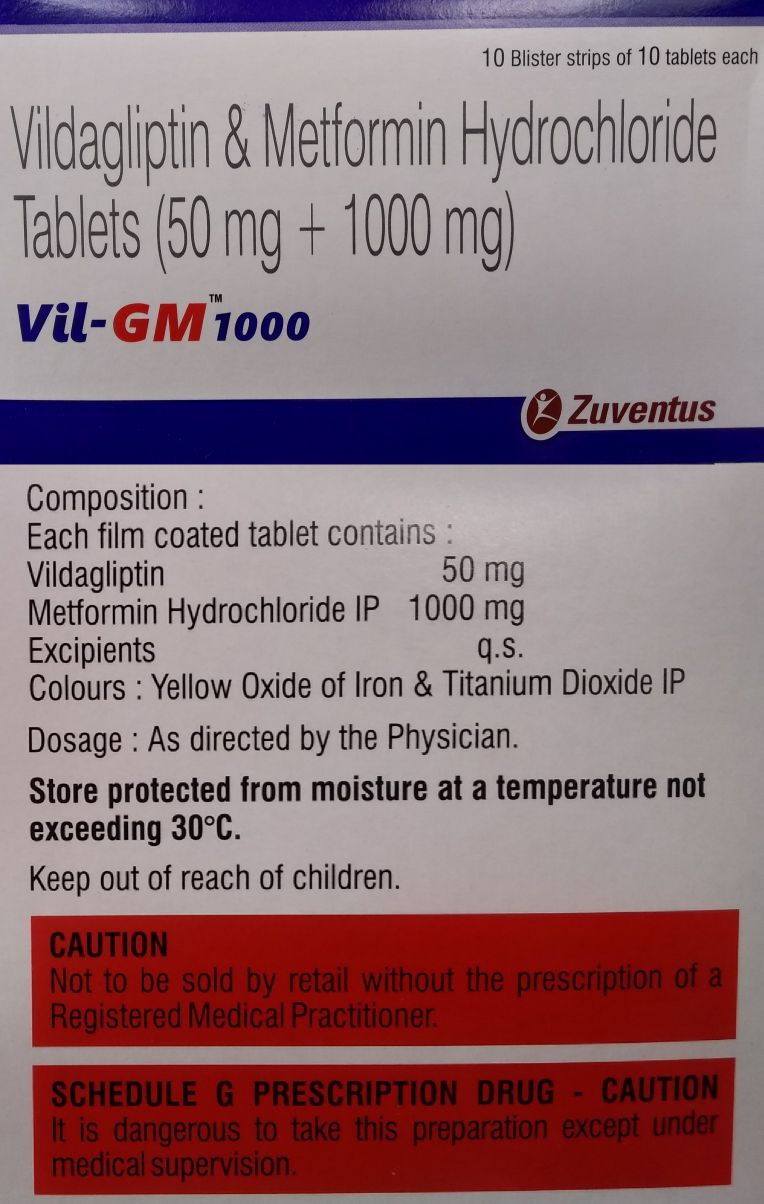 10 Blister strips of 10 tablets each
Vildagliptin & Metformin Hydrochloride
Tablets (50 mg + 1000 mg)
Vil-GM™1000
Zuventus
Composition :
Each film coated tablet contains :
Vildagliptin 50 mg
Metformin Hydrochloride IP 1000 mg
Excipients q.s.
Colours : Yellow Oxide of Iron & Titanium Dioxide IP
Dosage : As directed by the Physician.
Store protected from moisture at a temperature not
exceeding 30°C.
Keep out of reach of children.
CAUTION
Not to be sold by retail without the prescription of a
Registered Medical Practitioner.
SCHEDULE G PRESCRIPTION DRUG - CAUTION
It is dangerous to take this preparation except under
medical supervision.